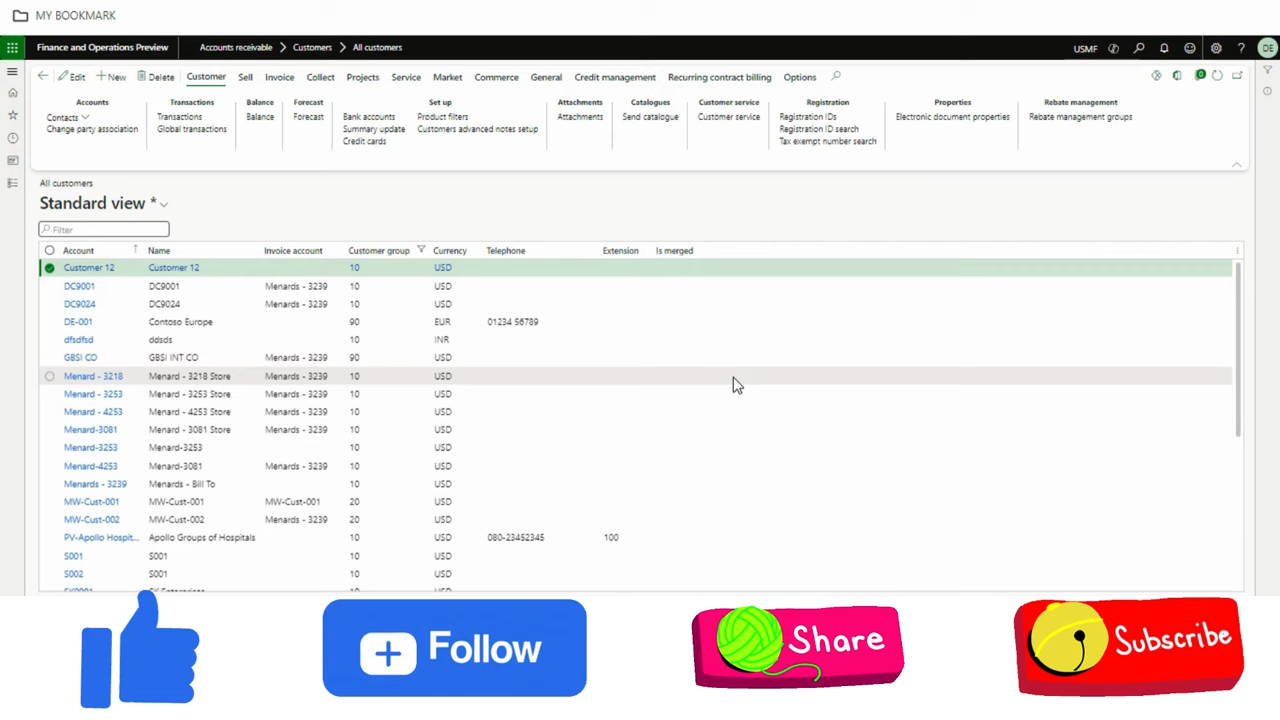 MY BOOKMARK
Finance and Operations Preview Accounts receivable Customers All customers USMF ? DE
Edit New Delete Customer Sell Invoice Collect Projects Service Market Commerce General Credit management Recurring contract billing Options 0
Accounts Transactions Balance Forecast Set up Attachments Catalogues Customer service Registration Properties Rebate management
Contacts Transactions Balance Forecast Bank accounts Product filters Attachments Send catalogue Customer service Registration IDs Electronic document properties Rebate management groups
Change party association Global transactions Summary update Customers advanced notes setup Registration ID search
Credit cards Tax exempt number search
All customers
Standard view *
Filter
Account Name Invoice account Customer group Currency Telephone Extension Is merged
Customer 12 Customer 12 10 USD
DC9001 DC9001 Menards - 3239 10 USD
DC9024 DC9024 Menards - 3239 10 USD
DE-001 Contoso Europe 90 EUR 01234 56789
dfsfdsfd ddsds 10 INR
GBSI CO GBSI INT CO Menards - 3239 90 USD
Menard - 3218 Menard - 3218 Store Menards - 3239 10 USD
Menard - 3253 Menard - 3253 Store Menards - 3239 10 USD
Menard - 4253 Menard - 4253 Store Menards - 3239 10 USD
Menard-3081 Menard - 3081 Store Menards - 3239 10 USD
Menard-3253 Menard-3253 10 USD
Menard-4253 Menard-3081 Menards - 3239 10 USD
Menards - 3239 Menards - Bill To 10 USD
MW-Cust-001 MW-Cust-001 MW-Cust-001 20 USD
MW-Cust-002 MW-Cust-002 Menards - 3239 20 USD
PV-Apollo Hospit... Apollo Groups of Hospitals 10 USD 080-23452345 100
S001 S001 10 USD
S002 S001 10 USD
Follow
Share
Subscribe